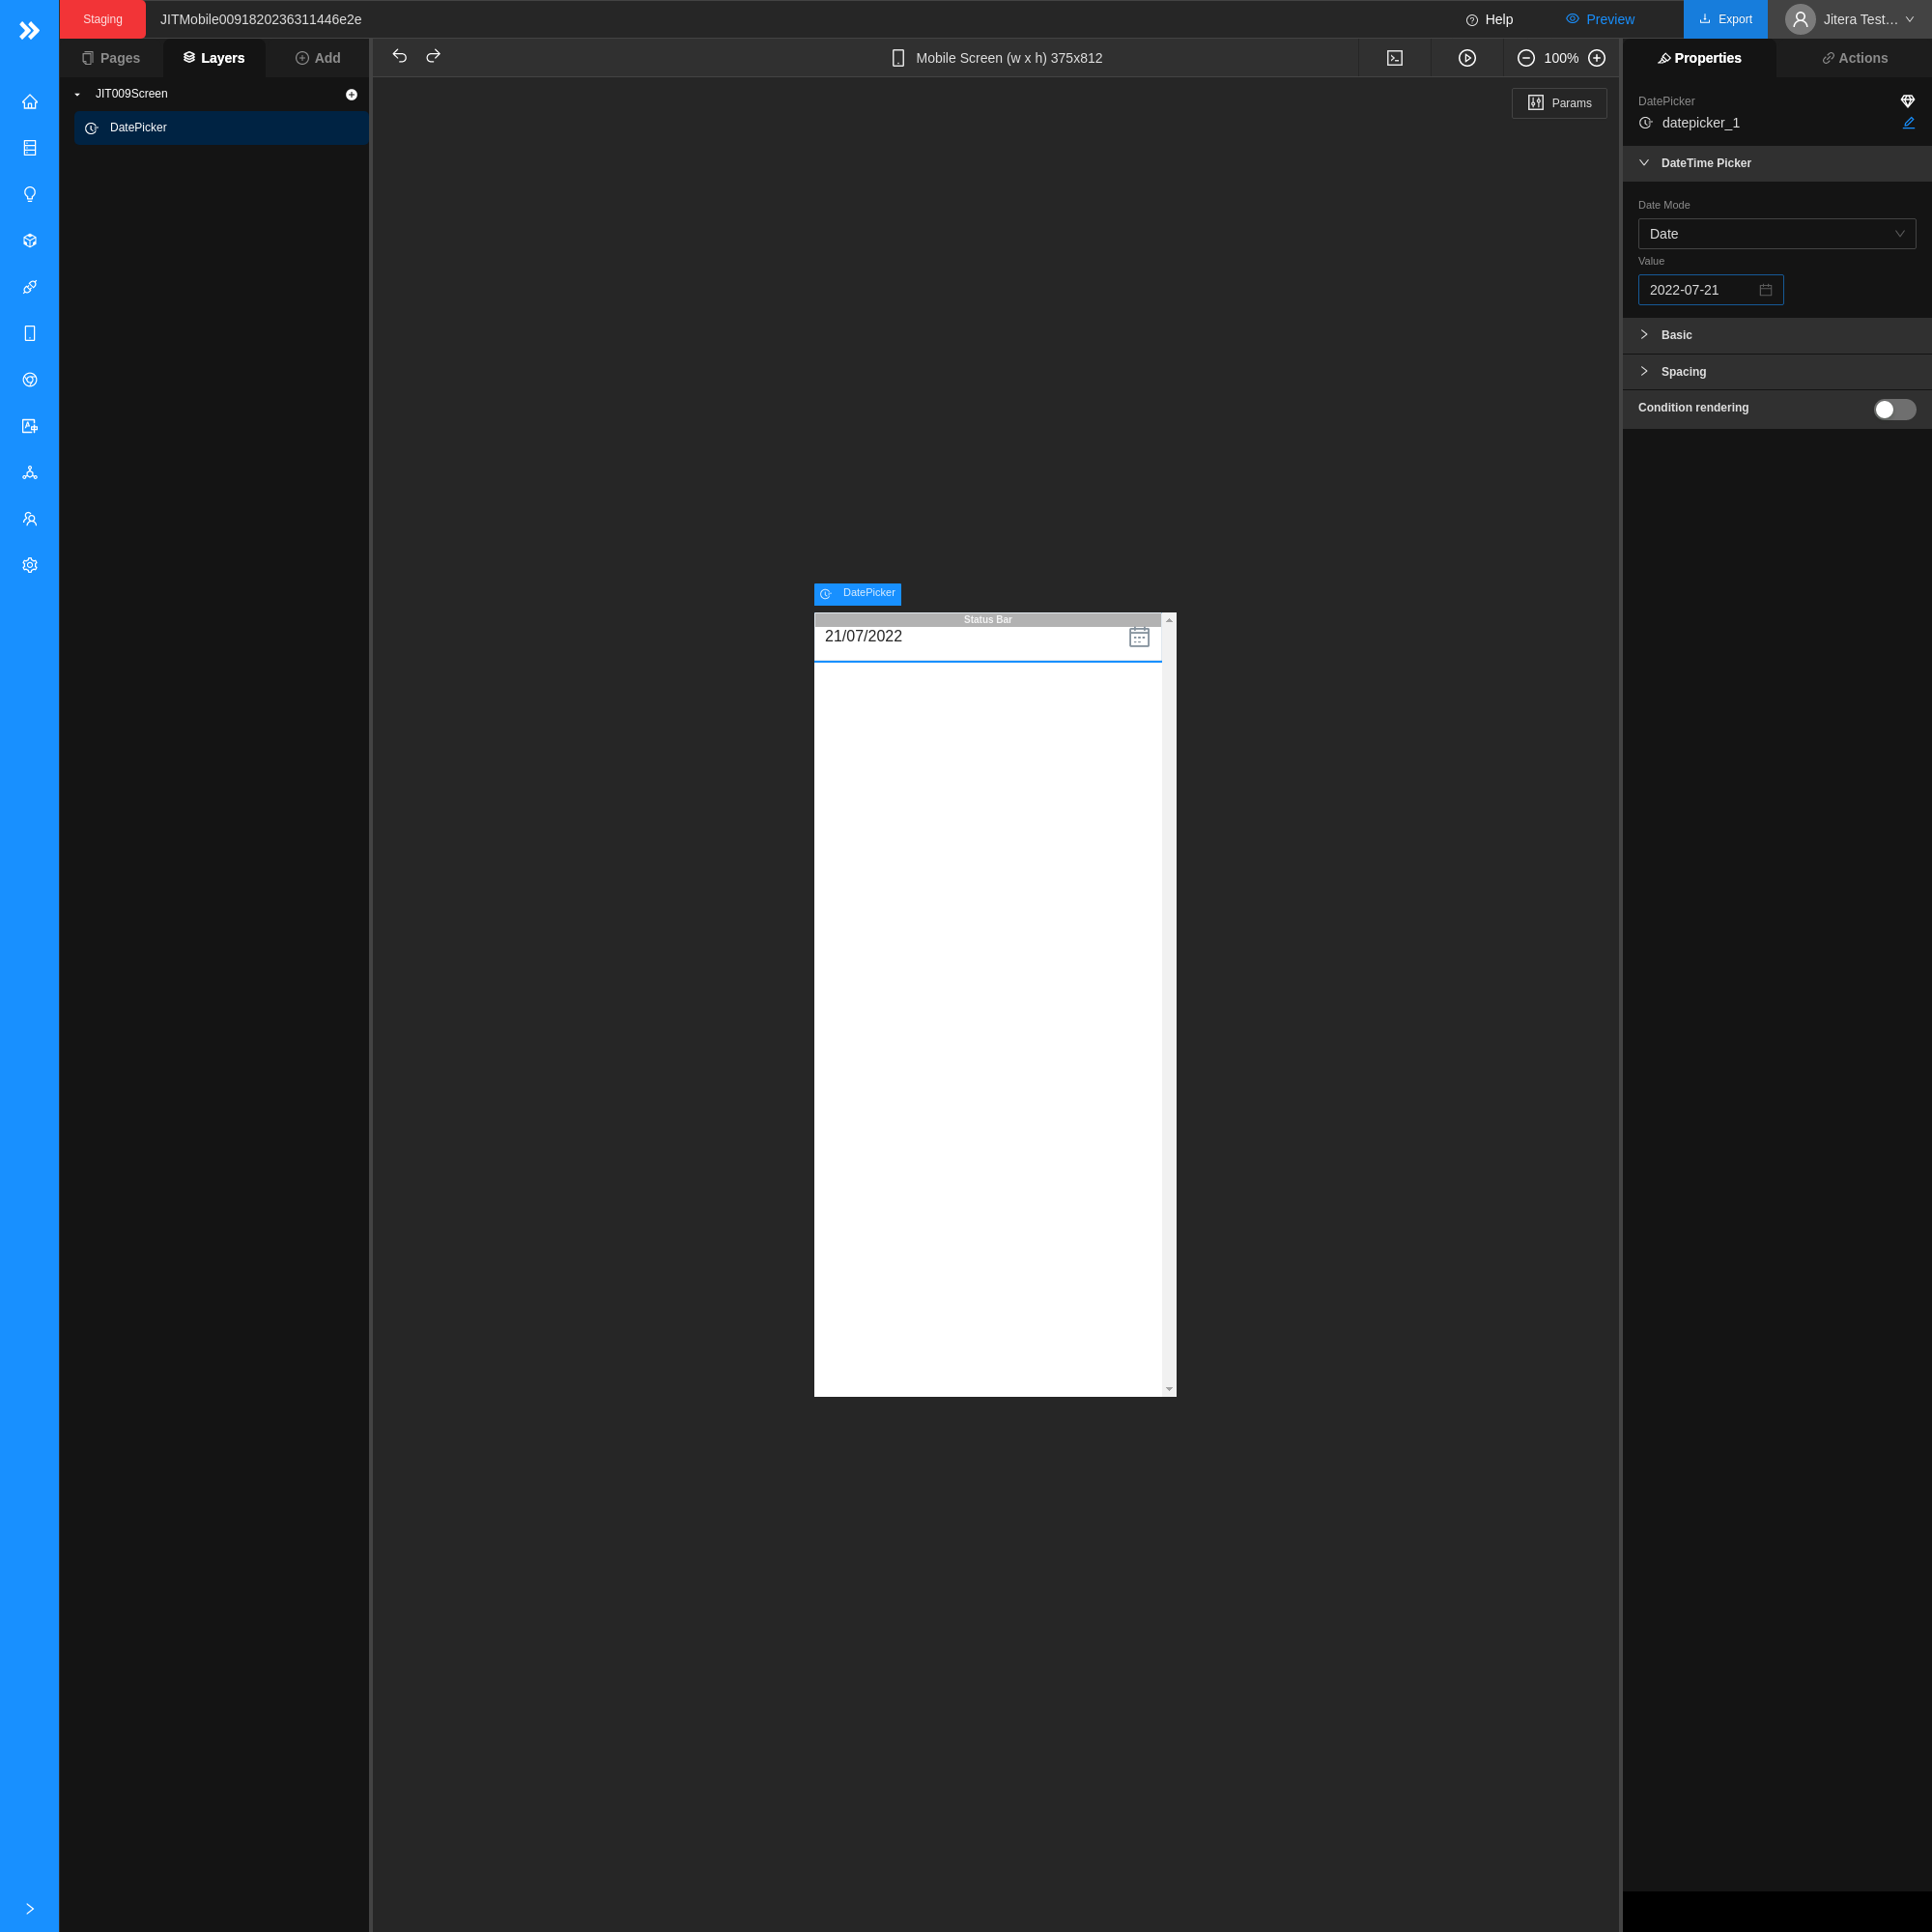 Staging
JITMobile0091820236311446e2e
Help
Preview
Export
Jitera Test...
Pages
Layers
Add
Mobile Screen (w x h) 375x812
100%
Properties
Actions
JIT009Screen
DatePicker
Params
DatePicker
datepicker_1
DateTime Picker
Date Mode
Date
Value
2022-07-21
Basic
Spacing
Condition rendering
DatePicker
Status Bar
21/07/2022